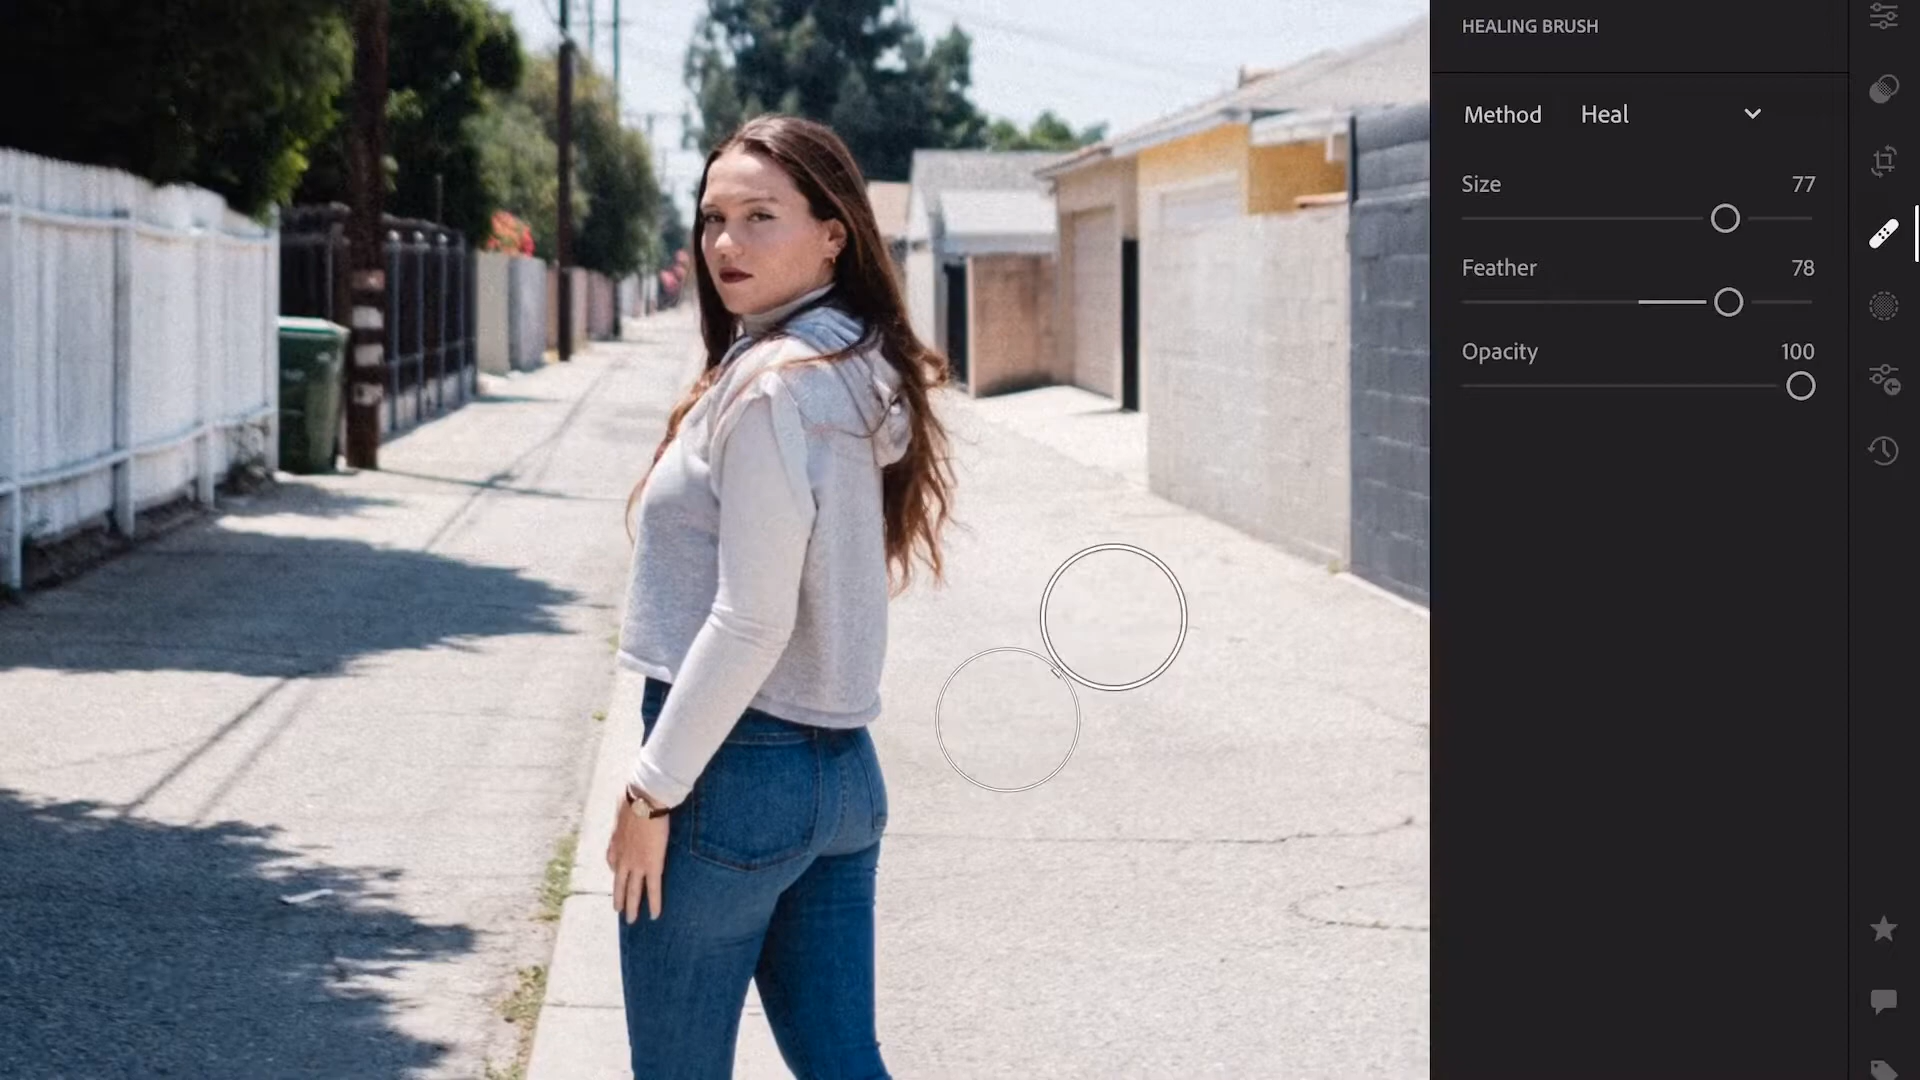 HEALING BRUSH
Method Heal
Size 77
Feather 78
Opacity 100